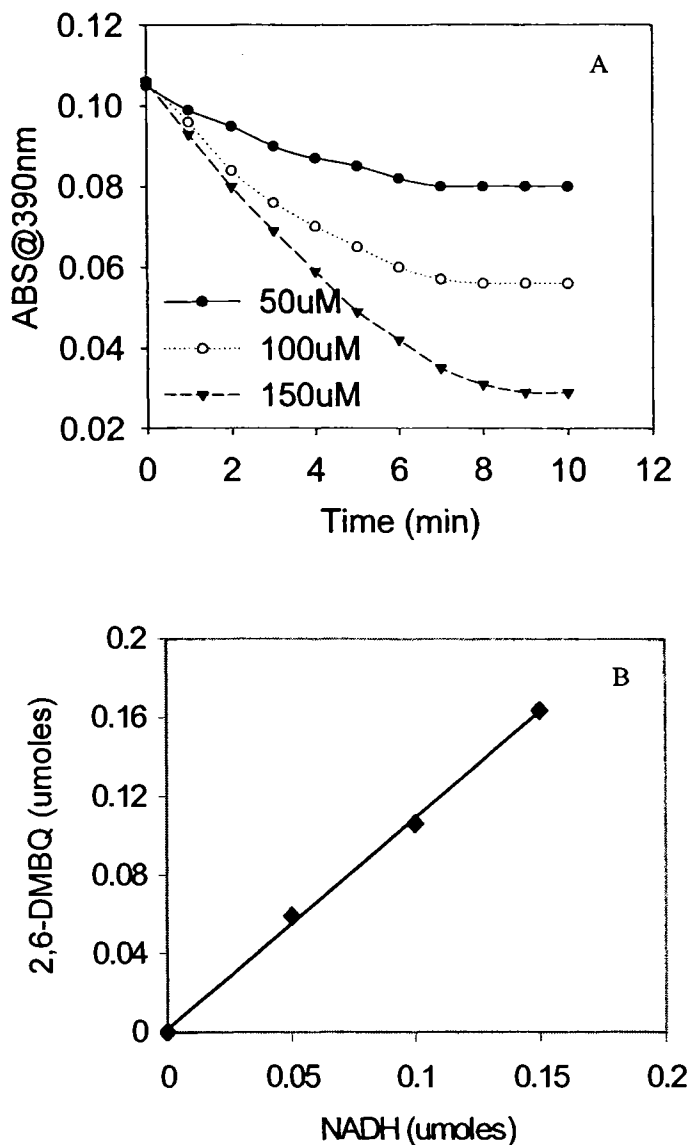 0.12
A
0.10
0.08
0.06
0.04
0.02
ABS@390nm
50uM
100uM
150uM
0 2 4 6 8 10 12
Time (min)
0.2
B
0.16
0.12
0.08
0.04
0
2,6-DMBQ (umoles)
0 0.05 0.10 0.15 0.2
NADH (umoles)